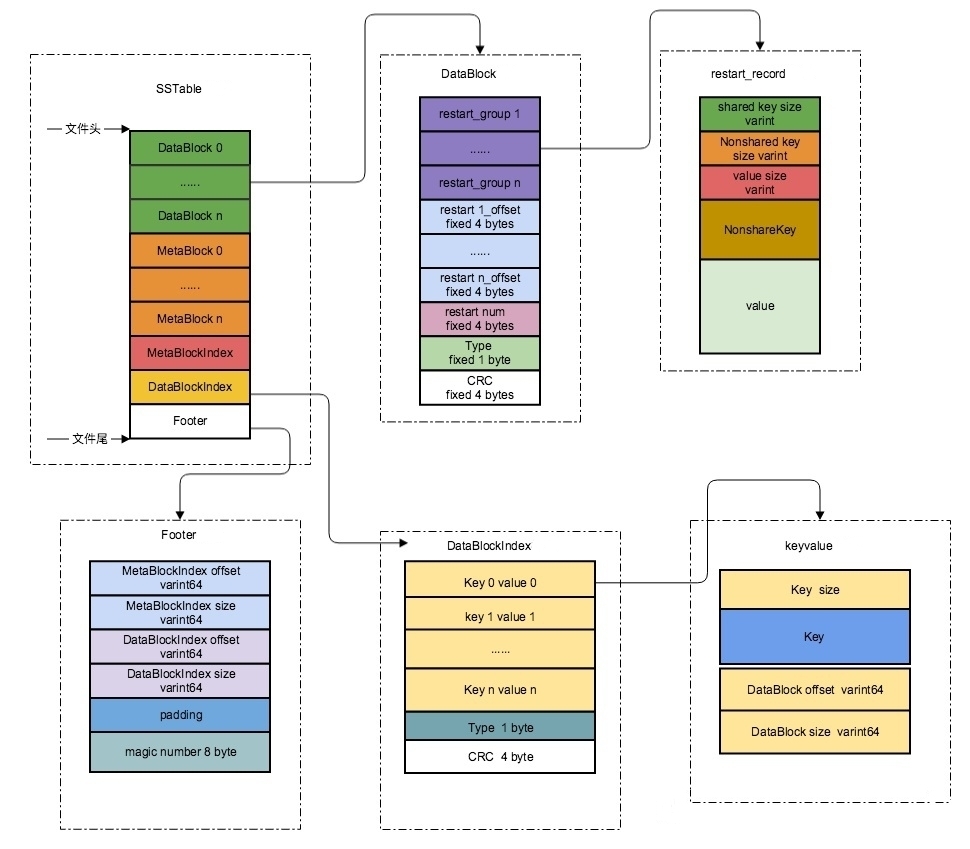 SSTable
文件头
DataBlock 0
......
DataBlock n
MetaBlock 0
......
MetaBlock n
MetaBlockIndex
DataBlockIndex
Footer
文件尾
DataBlock
restart_group 1
......
restart_group n
restart 1_offset
fixed 4 bytes
......
restart n_offset
fixed 4 bytes
restart num
fixed 4 bytes
Type
fixed 1 byte
CRC
fixed 4 bytes
restart_record
shared key size
varint
Nonshared key
size varint
value size
varint
NonshareKey
value
Footer
MetaBlockIndex offset
varint64
MetaBlockIndex size
varint64
DataBlockIndex offset
varint64
DataBlockIndex size
varint64
padding
magic number 8 byte
DataBlockIndex
Key 0 value 0
key 1 value 1
......
Key n value n
Type 1 byte
CRC 4 byte
keyvalue
Key size
Key
DataBlock offset varint64
DataBlock size varint64